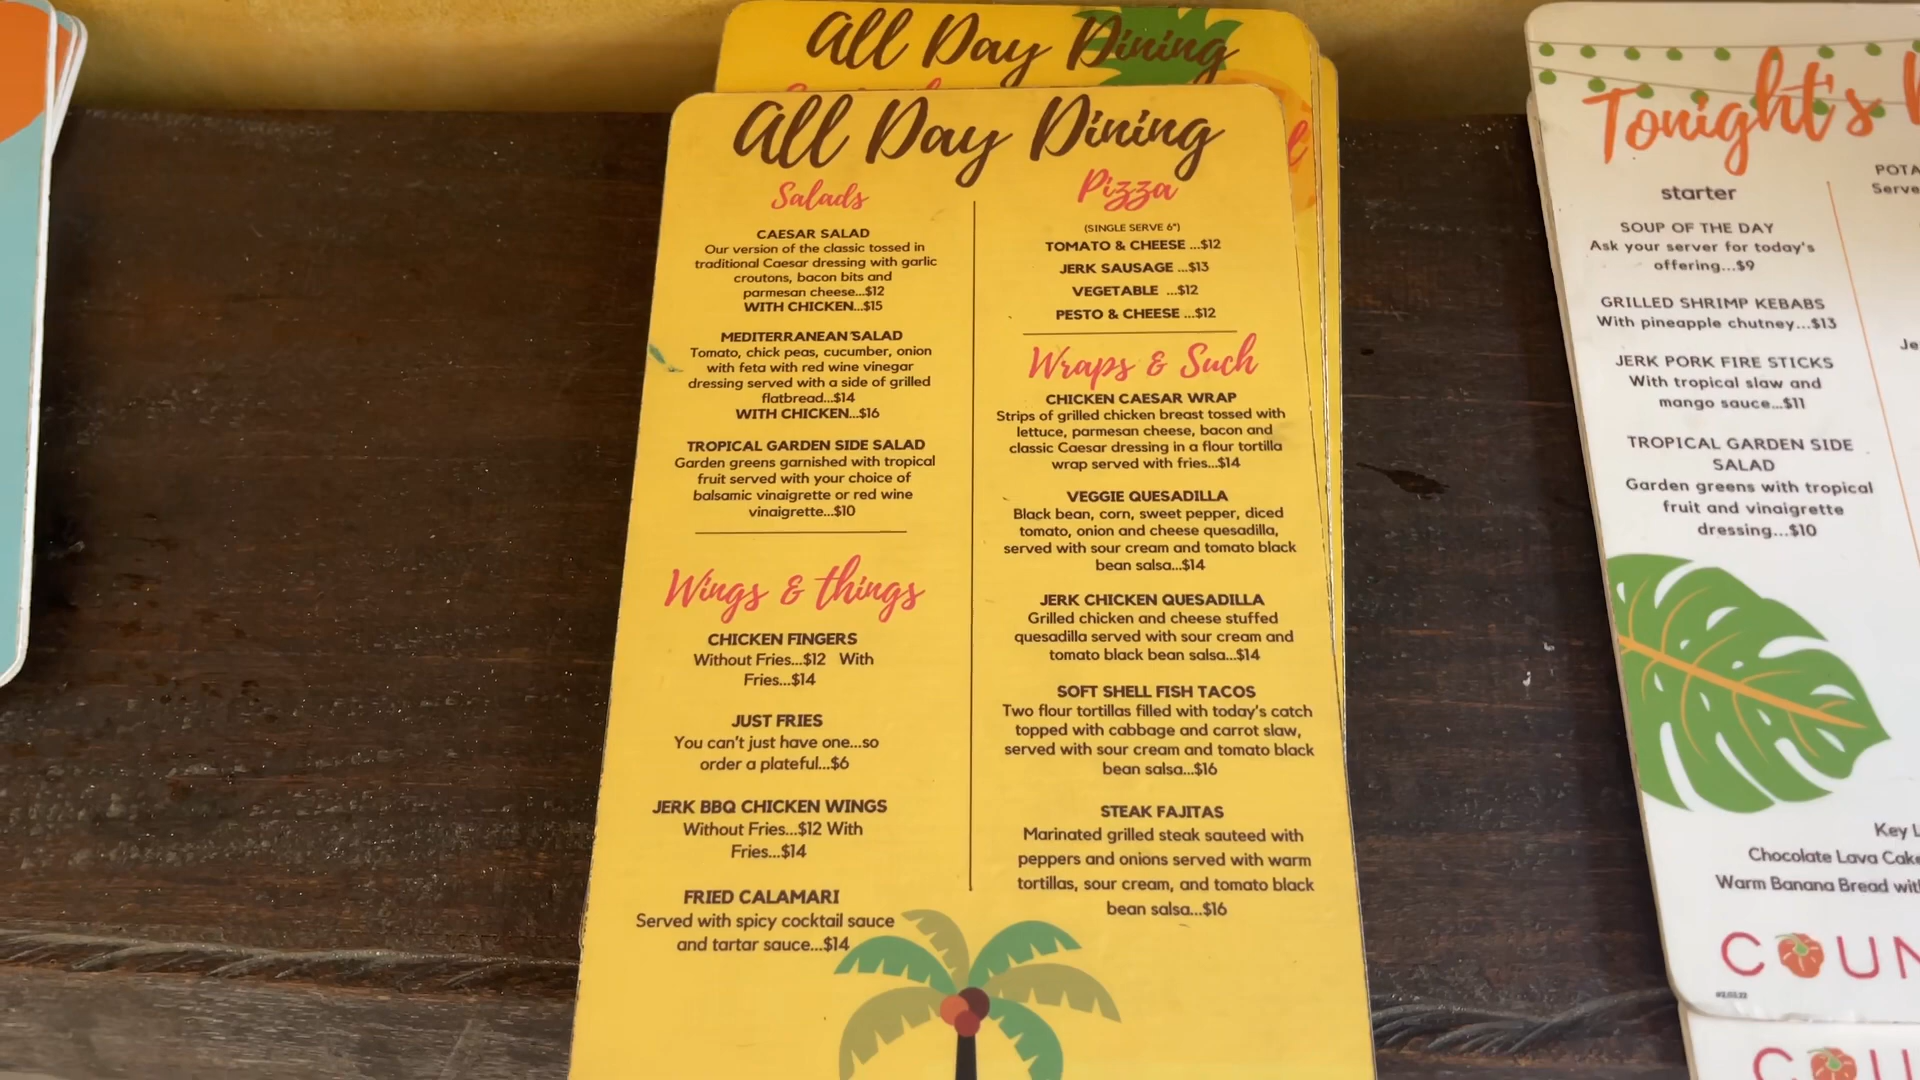 All Day Dining
All Day Dining
Salads
CAESAR SALAD
Our version of the classic tossed in
traditional Caesar dressing with garlic
croutons, bacon bits and
parmesan cheese...$12
WITH CHICKEN...$15
MEDITERRANEAN SALAD
Tomato, chick peas, cucumber, onion
with feta with red wine vinegar
dressing served with a side of grilled
flatbread...$14
WITH CHICKEN...$16
TROPICAL GARDEN SIDE SALAD
Garden greens garnished with tropical
fruit served with your choice of
balsamic vinaigrette or red wine
vinaigrette...$10
Wings & things
CHICKEN FINGERS
Without Fries...$12 With
Fries...$14
JUST FRIES
You can't just have one...so
order a plateful...$6
JERK BBQ CHICKEN WINGS
Without Fries...$12 With
Fries...$14
FRIED CALAMARI
Served with spicy cocktail sauce
and tartar sauce...$14
Pizza
(SINGLE SERVE 6")
TOMATO & CHEESE ...$12
JERK SAUSAGE ...$13
VEGETABLE ...$12
PESTO & CHEESE ...$12
Wraps & Such
CHICKEN CAESAR WRAP
Strips of grilled chicken breast tossed with
lettuce, parmesan cheese, bacon and
classic Caesar dressing in a flour tortilla
wrap served with fries...$14
VEGGIE QUESADILLA
Black bean, corn, sweet pepper, diced
tomato, onion and cheese quesadilla,
served with sour cream and tomato black
bean salsa...$14
JERK CHICKEN QUESADILLA
Grilled chicken and cheese stuffed
quesadilla served with sour cream and
tomato black bean salsa...$14
SOFT SHELL FISH TACOS
Two flour tortillas filled with today's catch
topped with cabbage and carrot slaw,
served with sour cream and tomato black
bean salsa...$16
STEAK FAJITAS
Marinated grilled steak sauteed with
peppers and onions served with warm
tortillas, sour cream, and tomato black
bean salsa...$16
Tonight's
starter
SOUP OF THE DAY
Ask your server for today's
offering...$9
GRILLED SHRIMP KEBABS
With pineapple chutney...$13
JERK PORK FIRE STICKS
With tropical slaw and
mango sauce...$11
TROPICAL GARDEN SIDE
SALAD
Garden greens with tropical
fruit and vinaigrette
dressing...$10
POTA
Serve
Je
Key L
Chocolate Lava Cake
Warm Banana Bread wit
COUN
COU